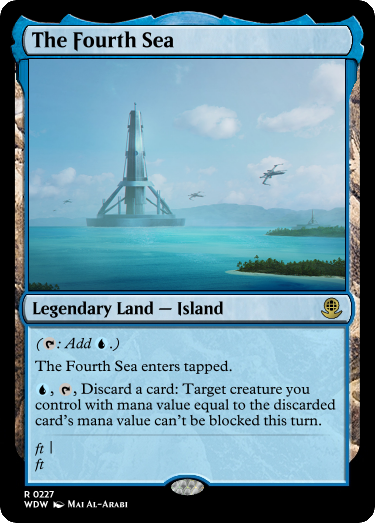 The Fourth Sea
Legendary Land — Island
(: Add .)
The Fourth Sea enters tapped.
, , Discard a card: Target creature you
control with mana value equal to the discarded
card's mana value can't be blocked this turn.
ft |
ft
R 0227
WDW Mai Al-Arabi